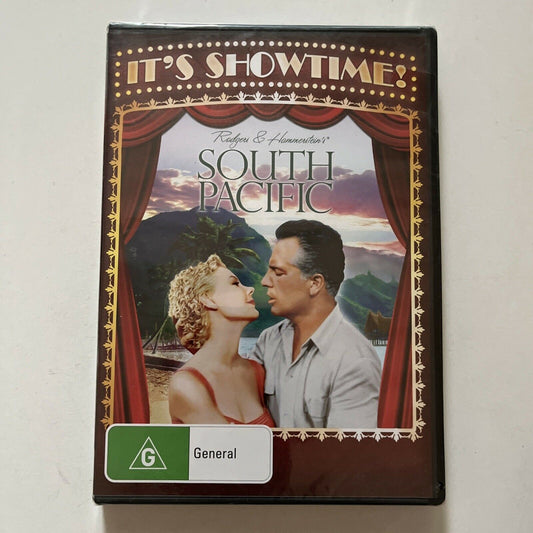 IT'S SHOWTIME!
Rodgers & Hammerstein's
SOUTH
PACIFIC
G
General